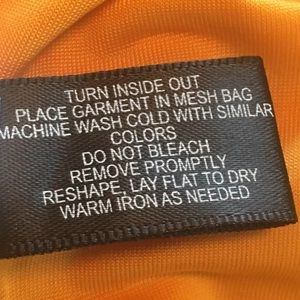 TURN INSIDE OUT
PLACE GARMENT IN MESH BAG
MACHINE WASH COLD WITH SIMILAR
COLORS
DO NOT BLEACH
REMOVE PROMPTLY
RESHAPE, LAY FLAT TO DRY
WARM IRON AS NEEDED